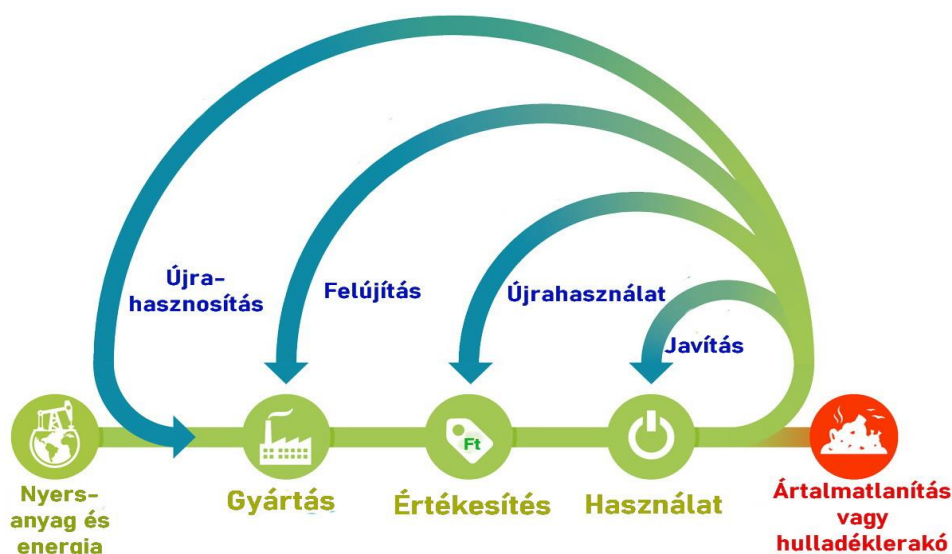 Újra-
hasznosítás
Felújítás
Újrahasználat
Javítás
Ft
Nyers-
anyag és
energia
Gyártás
Értékesítés
Használat
Ártalmatlanítás
vagy
hulladéklerakó